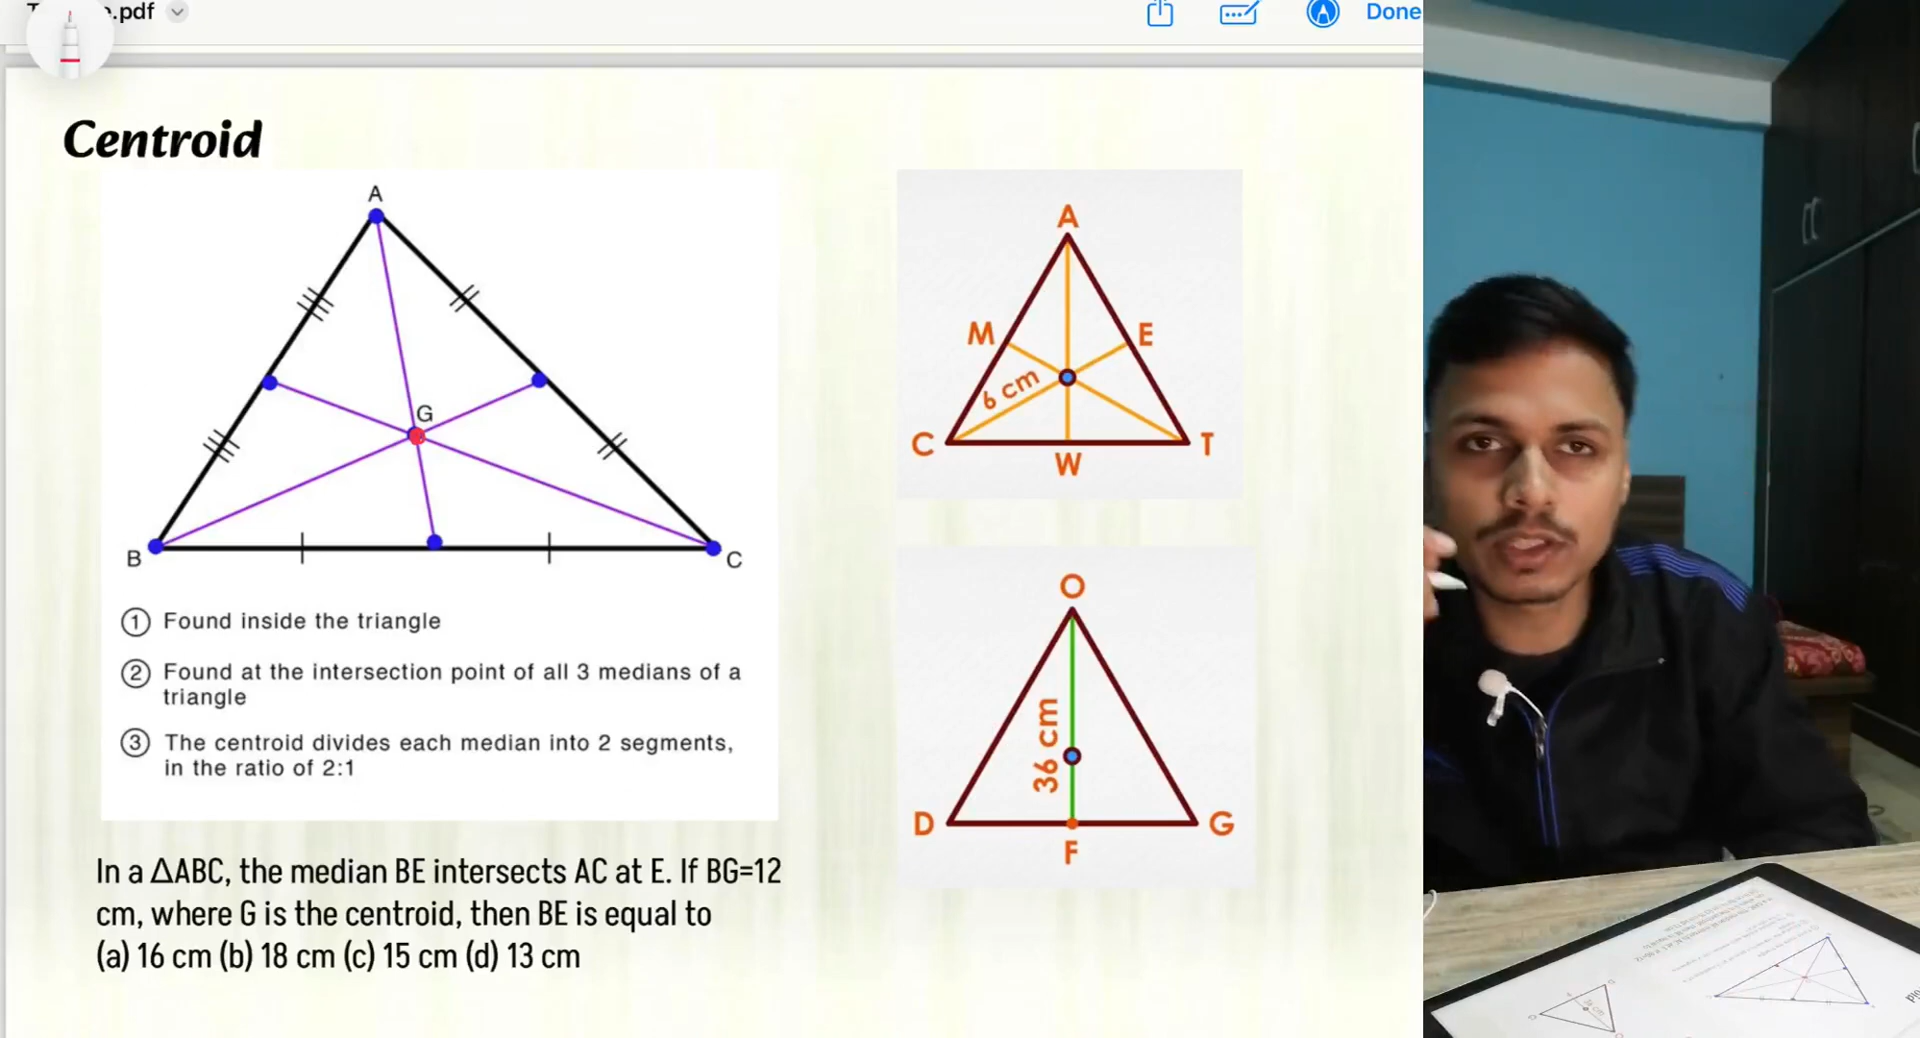 .pdf
Done
Centroid
A
G
B
C
① Found inside the triangle
② Found at the intersection point of all 3 medians of a
triangle
③ The centroid divides each median into 2 segments,
in the ratio of 2:1
In a ΔABC, the median BE intersects AC at E. If BG=12
cm, where G is the centroid, then BE is equal to
(a) 16 cm (b) 18 cm (c) 15 cm (d) 13 cm
A
M
E
6 cm
C
W
T
O
36 cm
D
G
F